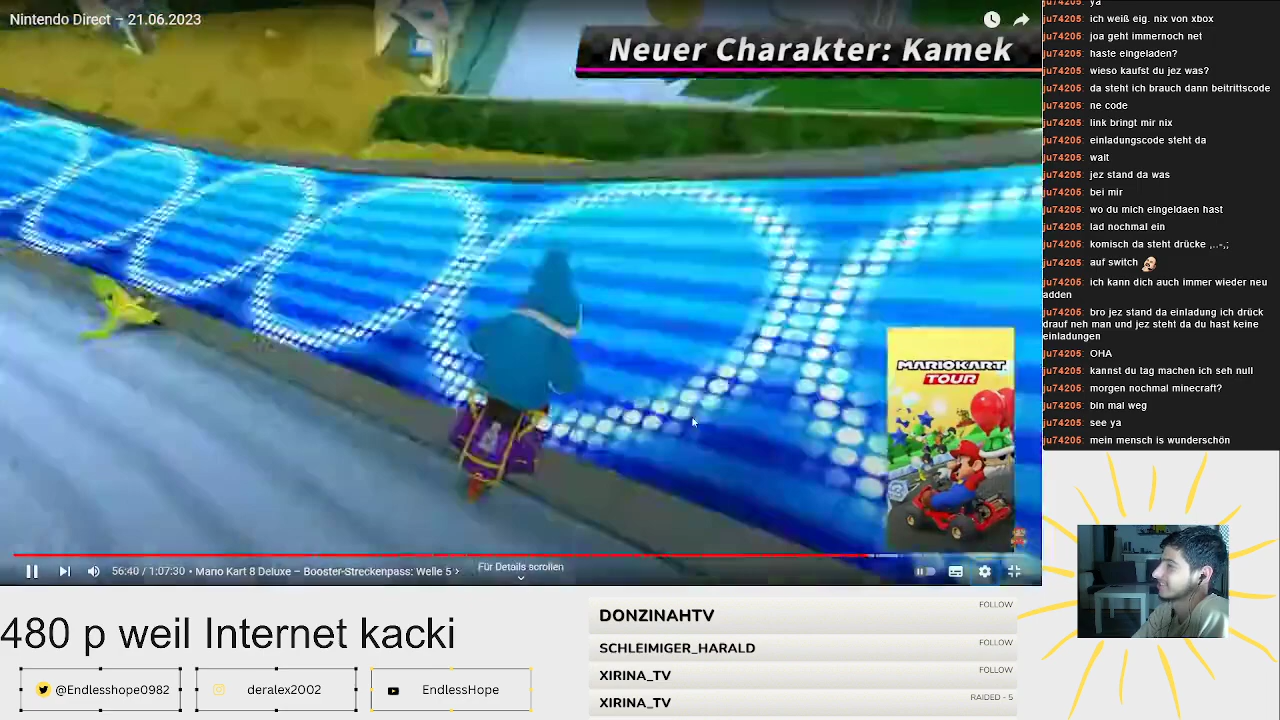 Nintendo Direct – 21.06.2023
Neuer Charakter: Kamek
MARIOKART
TOUR
56:40 / 1:07:30 • Mario Kart 8 Deluxe – Booster-Streckenpass: Welle 5
Für Details scrollen
ju74205: ya
ju74205: ich weiß eig. nix von xbox
ju74205: joa geht immernoch net
ju74205: haste eingeladen?
ju74205: wieso kaufst du jez was?
ju74205: da steht ich brauch dann beitrittscode
ju74205: ne code
ju74205: link bringt mir nix
ju74205: einladungscode steht da
ju74205: wait
ju74205: jez stand da was
ju74205: bei mir
ju74205: wo du mich eingeldaen hast
ju74205: lad nochmal ein
ju74205: komisch da steht drücke ,..-,;
ju74205: auf switch
ju74205: ich kann dich auch immer wieder neu
adden
ju74205: bro jez stand da einladung ich drück
drauf neh man und jez steht da du hast keine
einladungen
ju74205: OHA
ju74205: kannst du tag machen ich seh null
ju74205: morgen nochmal minecraft?
ju74205: bin mal weg
ju74205: see ya
ju74205: mein mensch is wunderschön
480 p weil Internet kacki
@Endlesshope0982
deralex2002
EndlessHope
DONZINAHTV FOLLOW
SCHLEIMIGER_HARALD FOLLOW
XIRINA_TV FOLLOW
XIRINA_TV RAIDED - 5